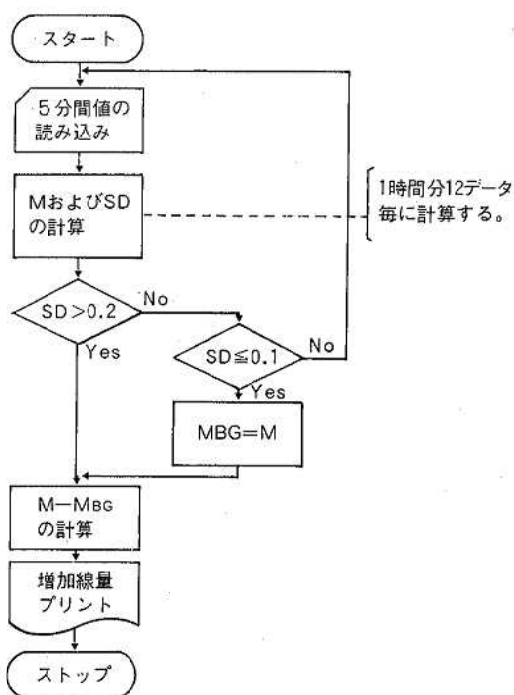 スタート
5分間値の
読み込み
MおよびSD
の計算
1時間分12データ
毎に計算する。
SD>0.2
No
Yes
SD≦0.1
No
Yes
MBG=M
M−MBG
の計算
増加線量
プリント
ストップ